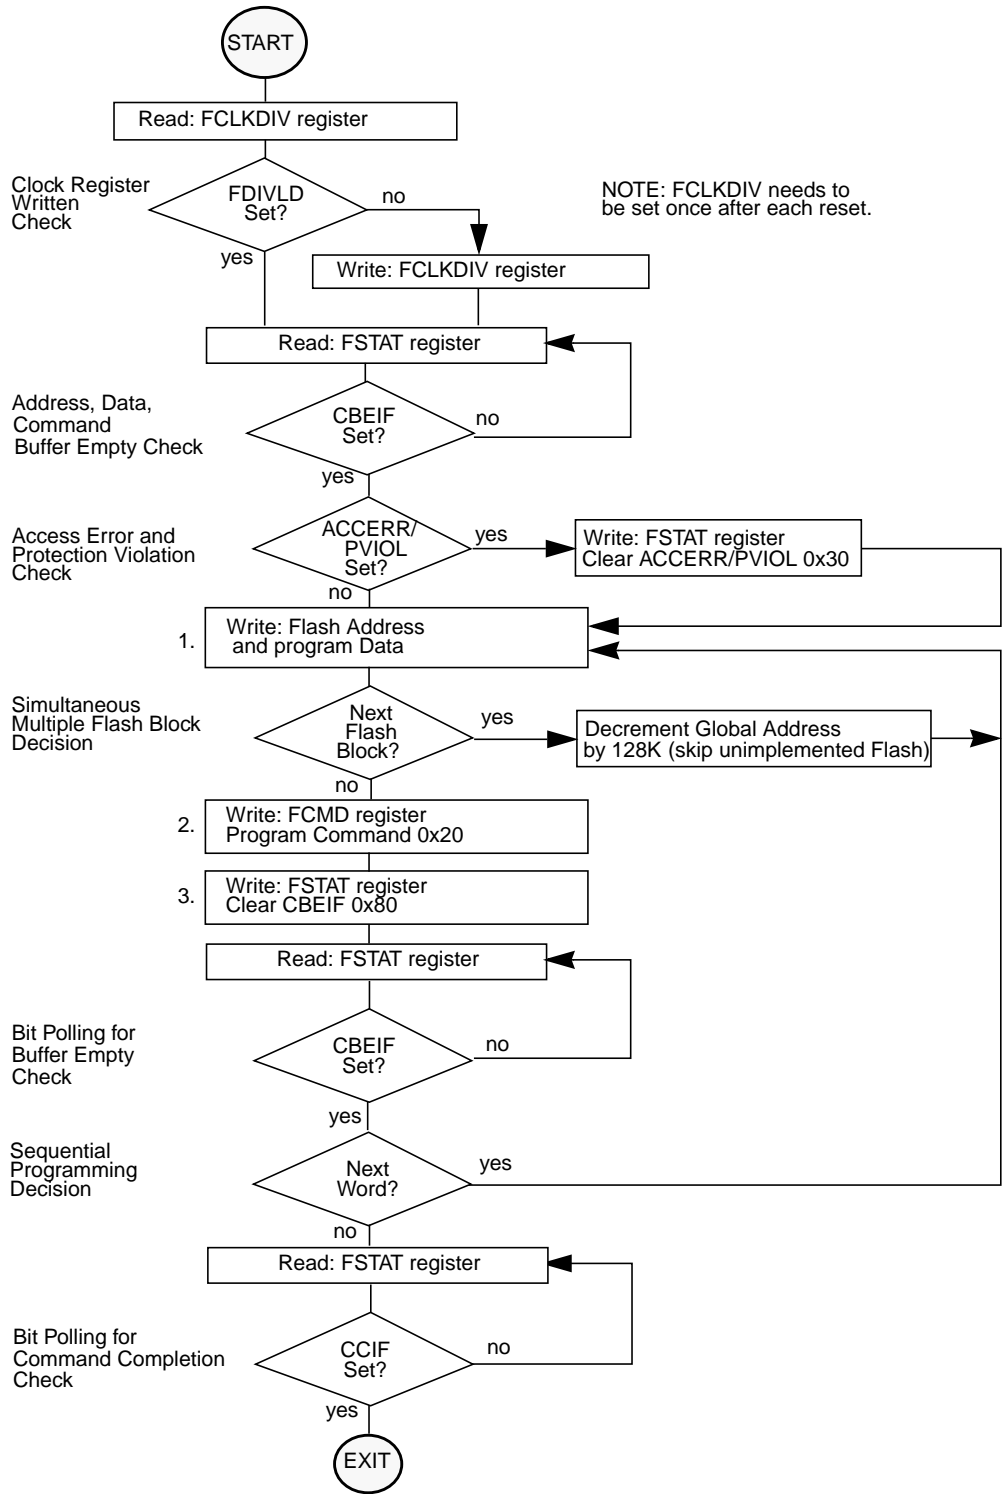 START
Read: FCLKDIV register
Clock Register
Written
Check
FDIVLD
Set?
no
yes
NOTE: FCLKDIV needs to
be set once after each reset.
Write: FCLKDIV register
Read: FSTAT register
Address, Data,
Command
Buffer Empty Check
CBEIF
Set?
no
yes
Access Error and
Protection Violation
Check
ACCERR/
PVIOL
Set?
yes
no
Write: FSTAT register
Clear ACCERR/PVIOL 0x30
1.
Write: Flash Address
and program Data
Simultaneous
Multiple Flash Block
Decision
Next
Flash
Block?
yes
no
Decrement Global Address
by 128K (skip unimplemented Flash)
2.
Write: FCMD register
Program Command 0x20
3.
Write: FSTAT register
Clear CBEIF 0x80
Read: FSTAT register
Bit Polling for
Buffer Empty
Check
CBEIF
Set?
no
yes
Sequential
Programming
Decision
Next
Word?
yes
no
Read: FSTAT register
Bit Polling for
Command Completion
Check
CCIF
Set?
no
yes
EXIT